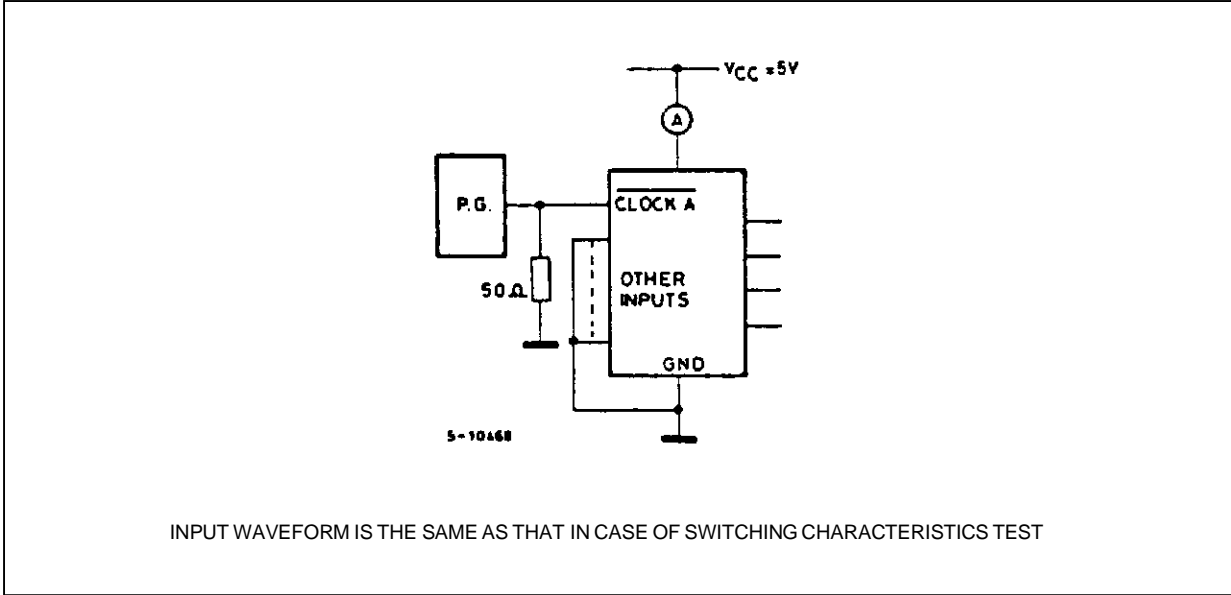 VCC = 5V
A
P.G.
CLOCK A
50Ω
OTHER
INPUTS
GND
S-10468
INPUT WAVEFORM IS THE SAME AS THAT IN CASE OF SWITCHING CHARACTERISTICS TEST